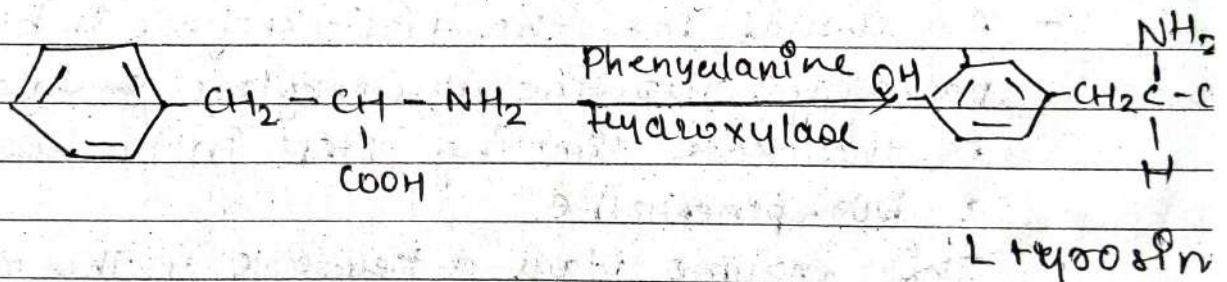 NH₂
Phenyalanine OH
CH₂ - CH - NH₂ CH₂ C - C
Hydroxylase
COOH H
L tyrosin